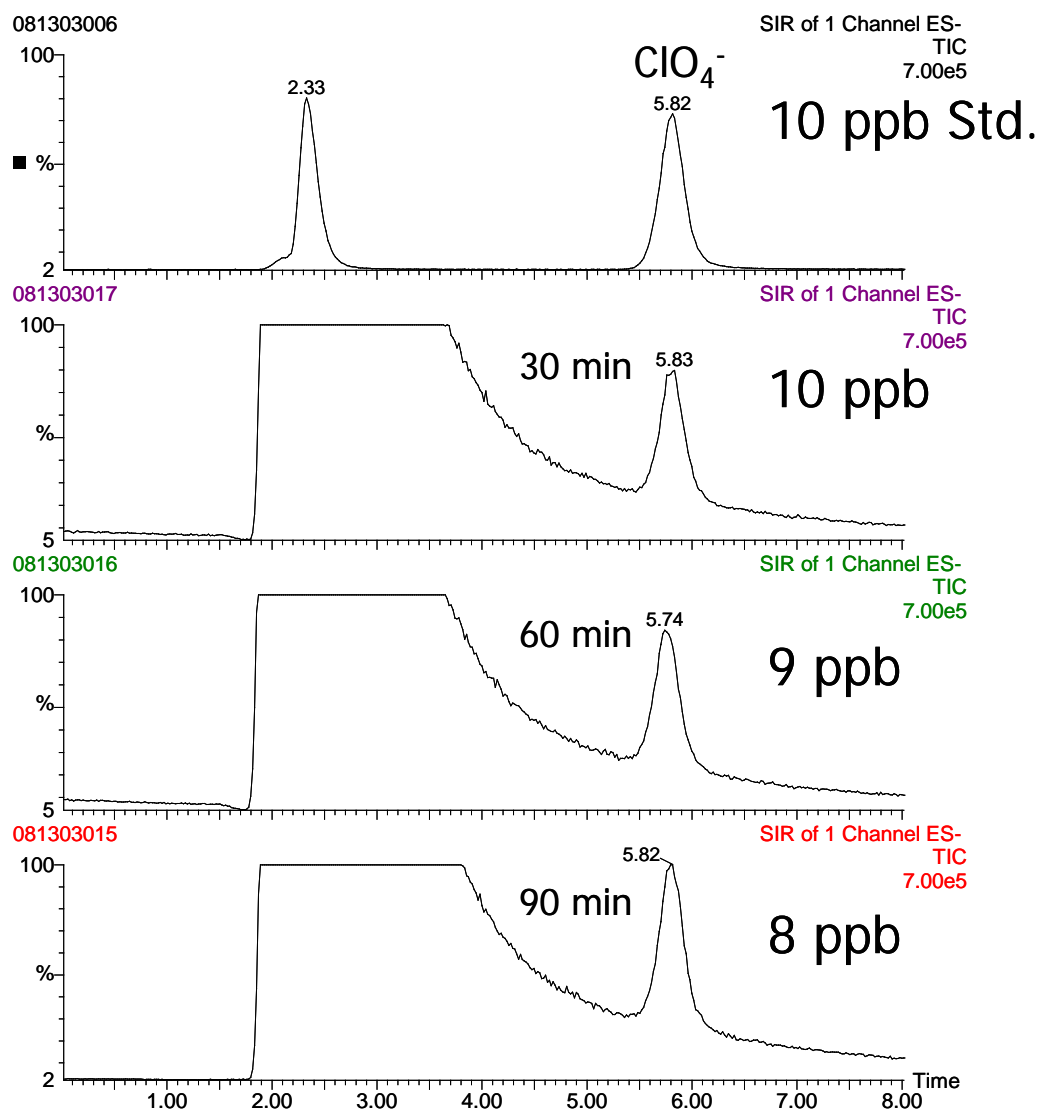 081303006
SIR of 1 Channel ES-
TIC
7.00e5
100
%
2
2.33
ClO4-
5.82
10 ppb Std.
081303017
SIR of 1 Channel ES-
TIC
7.00e5
100
%
5
30 min
5.83
10 ppb
081303016
SIR of 1 Channel ES-
TIC
7.00e5
100
%
5
60 min
5.74
9 ppb
081303015
SIR of 1 Channel ES-
TIC
7.00e5
100
%
2
90 min
5.82
8 ppb
Time
1.00 2.00 3.00 4.00 5.00 6.00 7.00 8.00